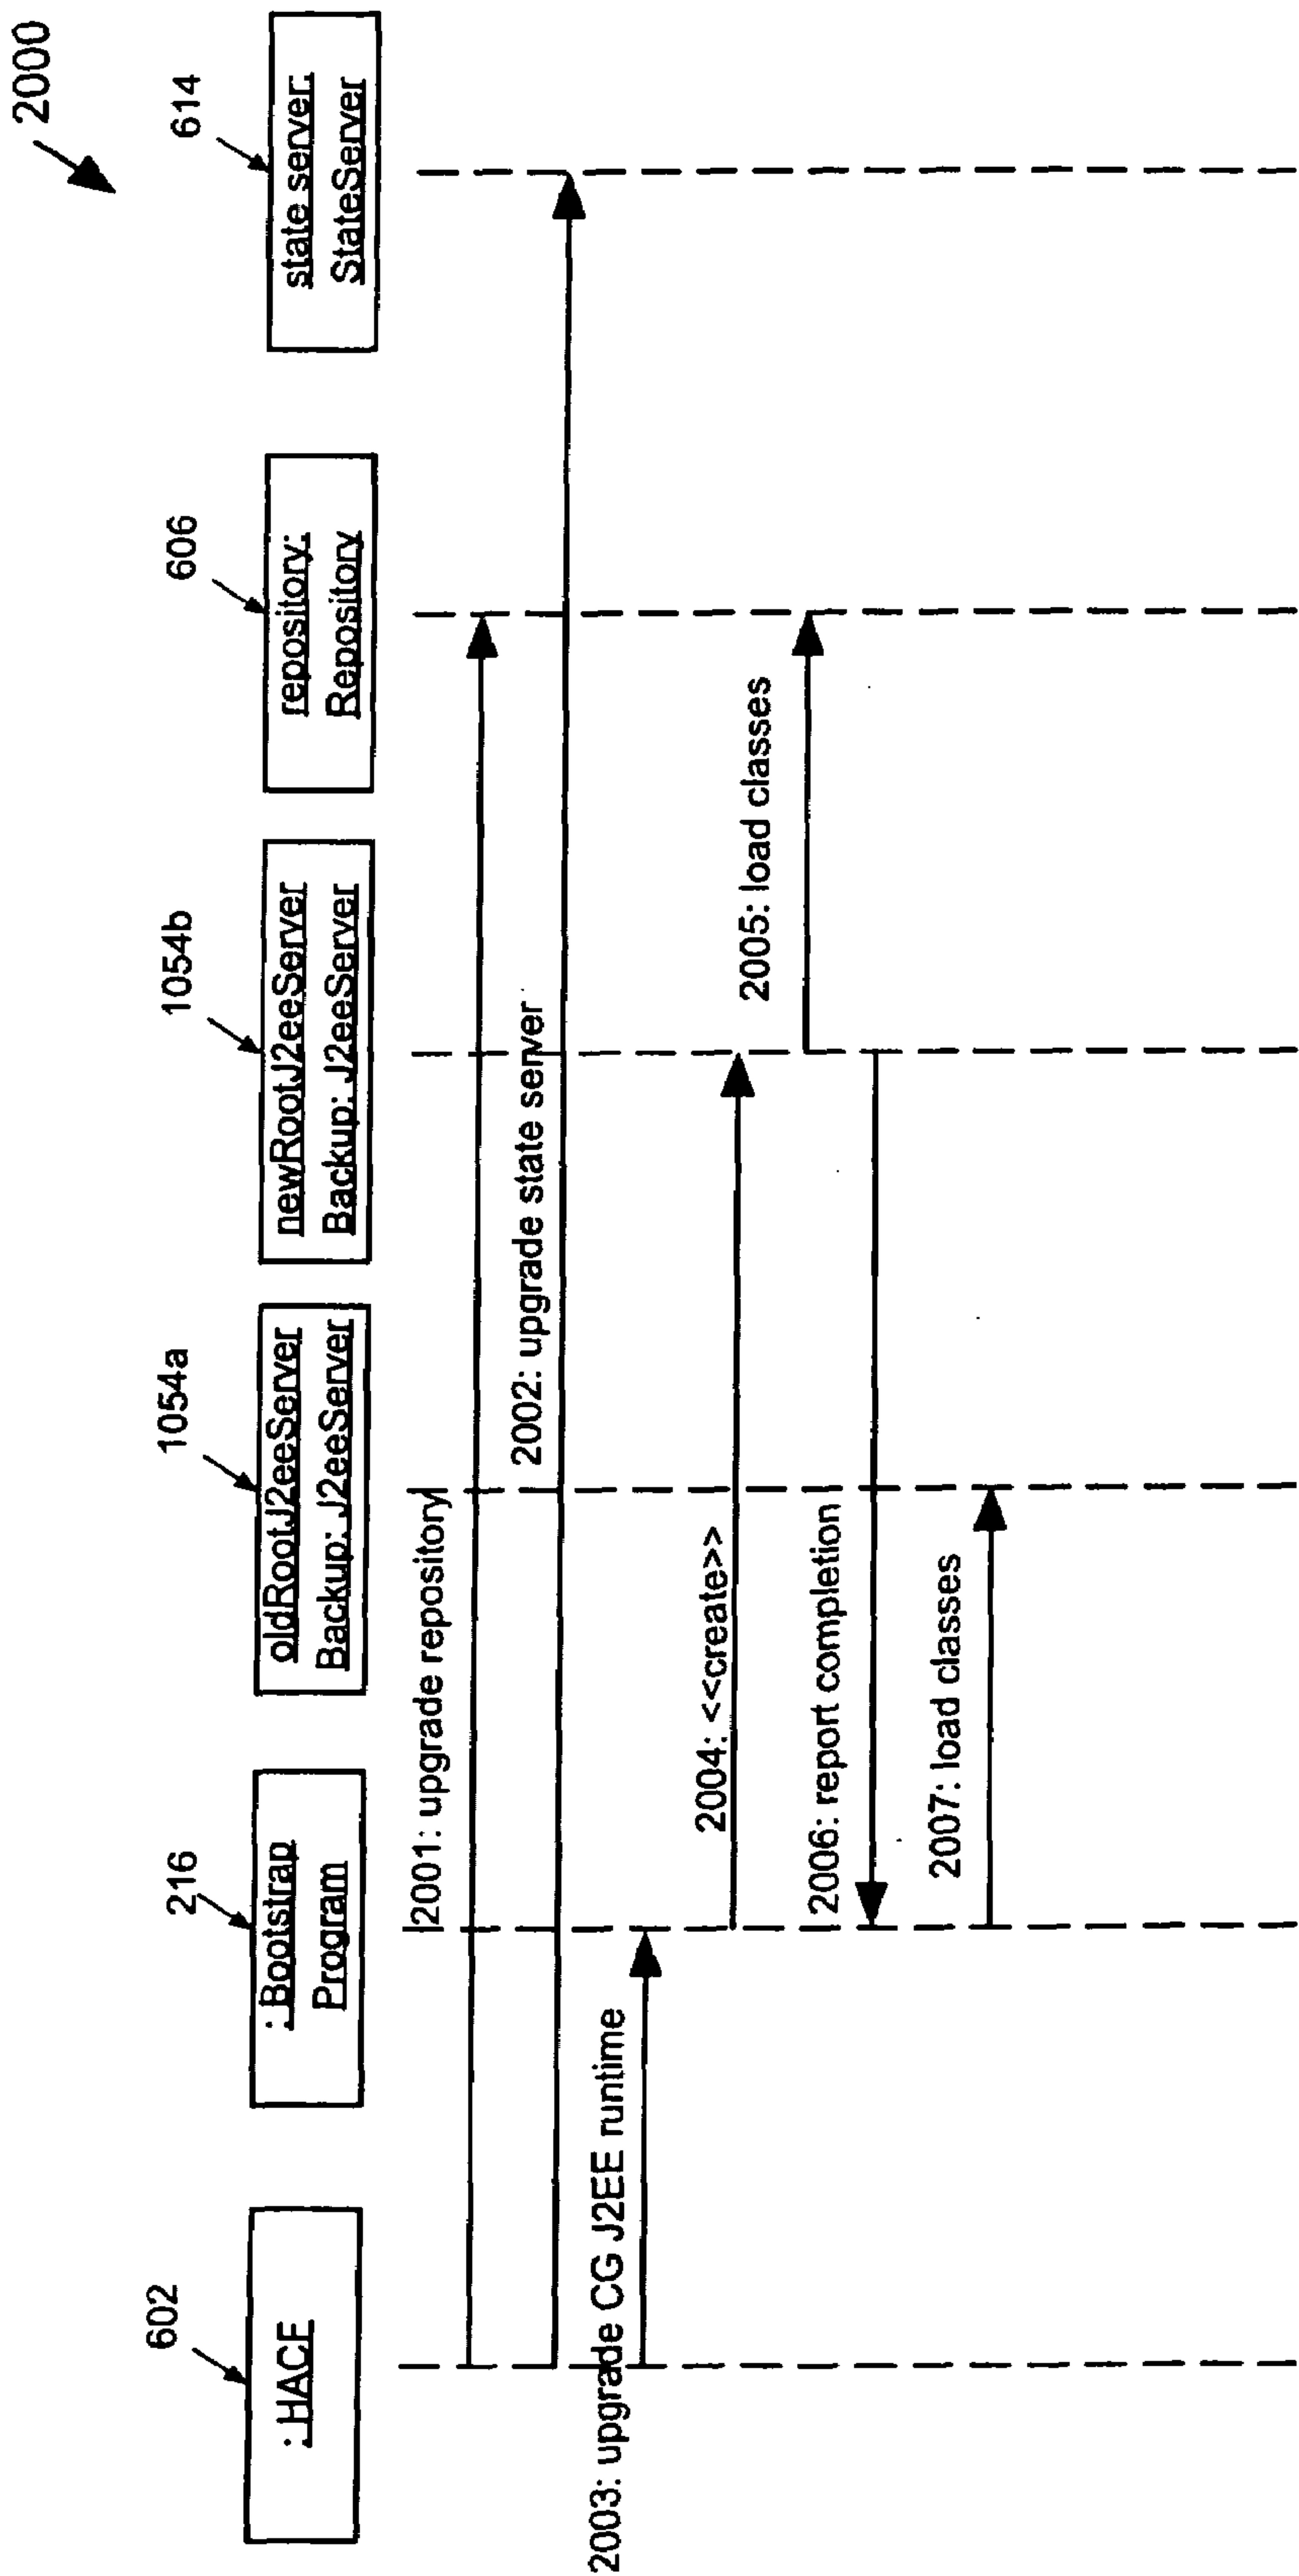 2000
602
216
1054a
1054b
606
614
: HACF
: Bootstrap
Program
oldRootJ2eeServer
Backup: J2eeServer
newRootJ2eeServer
Backup: J2eeServer
repository:
Repository
state server:
StateServer
2001: upgrade repository
2002: upgrade state server
2003: upgrade CG J2EE runtime
2004: <<create>>
2005: load classes
2006: report completion
2007: load classes